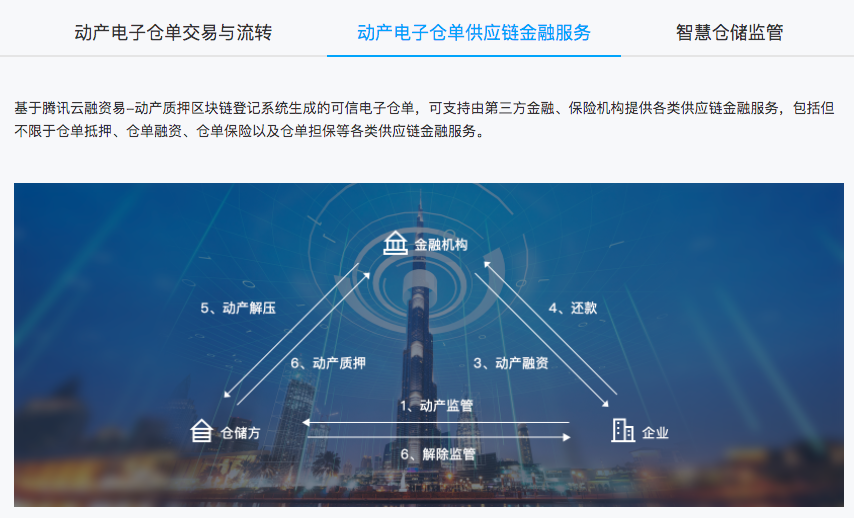 动产电子仓单交易与流转
动产电子仓单供应链金融服务
智慧仓储监管
基于腾讯云融资易–动产质押区块链登记系统生成的可信电子仓单，可支持由第三方金融、保险机构提供各类供应链金融服务，包括但
不限于仓单抵押、仓单融资、仓单保险以及仓单担保等各类供应链金融服务。
金融机构
5、动产解压
4、还款
6、动产质押
3、动产融资
1、动产监管
仓储方
企业
6、解除监管